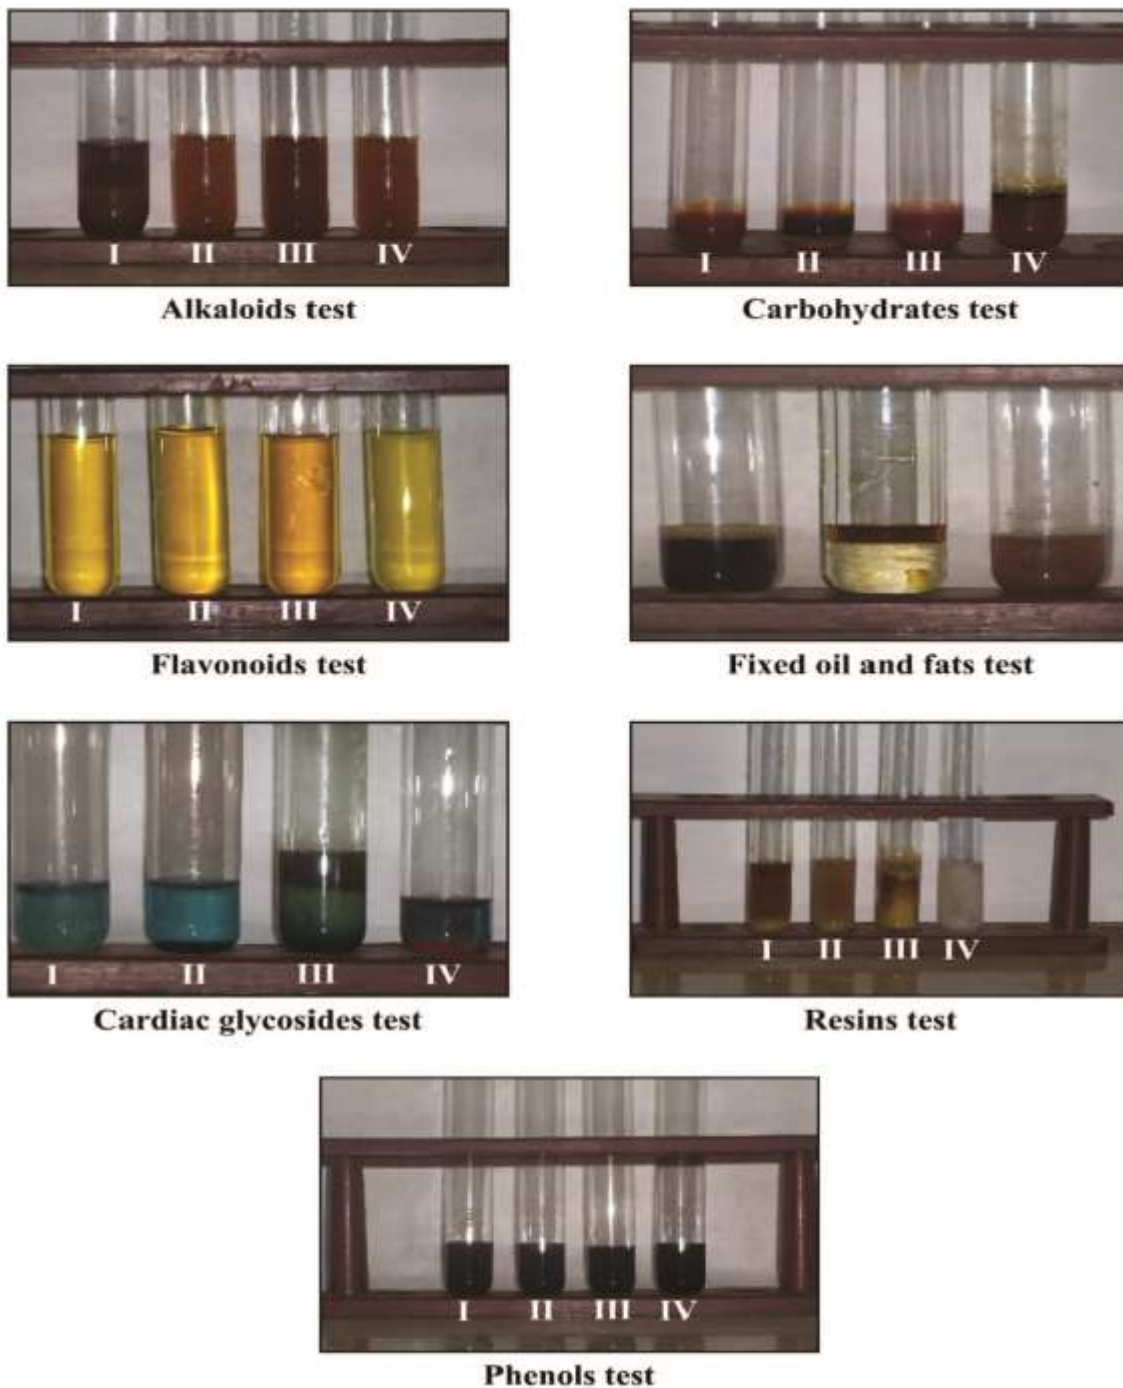 I II III IV
Alkaloids test
I II III IV
Carbohydrates test
I II III IV
Flavonoids test
Fixed oil and fats test
I II III IV
Cardiac glycosides test
I II III IV
Resins test
I II III IV
Phenols test